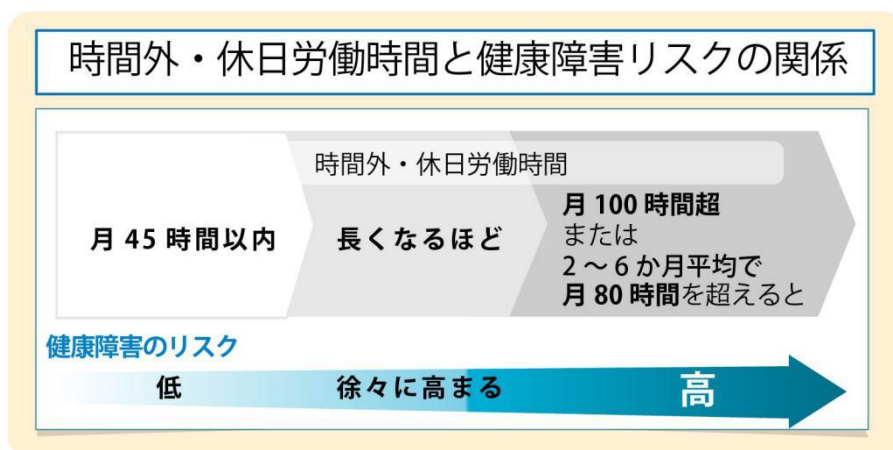 時間外・休日労働時間と健康障害リスクの関係
時間外・休日労働時間
月 45 時間以内
長くなるほど
月 100 時間超
または
2 ～ 6 か月平均で
月 80 時間を超えると
健康障害のリスク
低
徐々に高まる
高